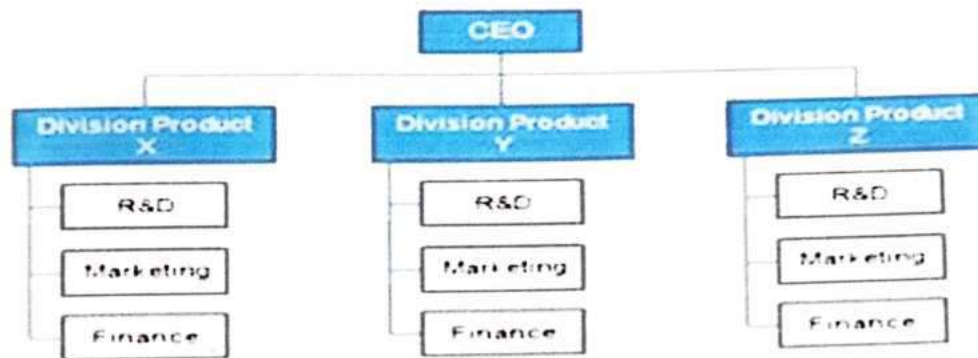 CEO
Division Product
X
Division Product
Y
Division Product
Z
R&D
R&D
R&D
Marketing
Marketing
Marketing
Finance
Finance
Finance